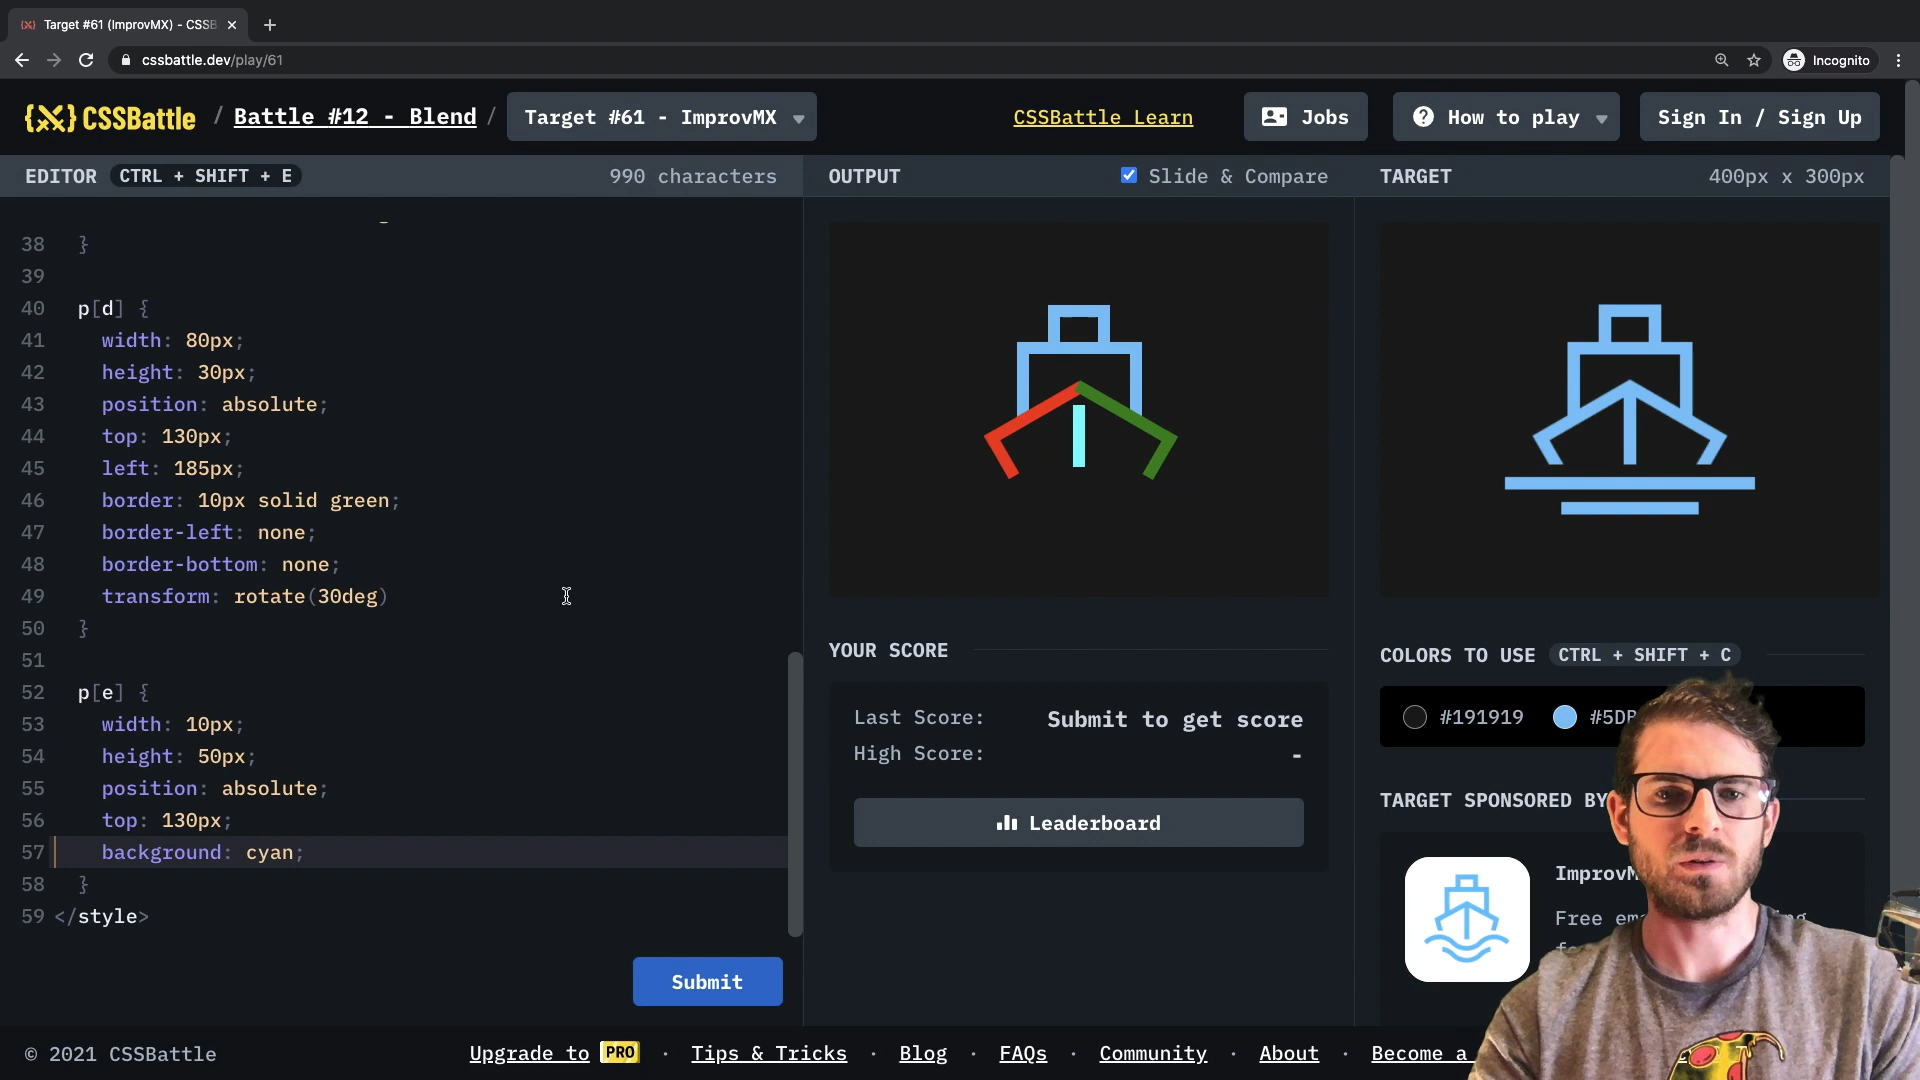 Target #61 (ImprovMX) - CSSB
cssbattle.dev/play/61
Incognito
{X} CSSBattle / Battle #12 - Blend / Target #61 - ImprovMX
CSSBattle Learn
Jobs
How to play
Sign In / Sign Up
EDITOR CTRL + SHIFT + E 990 characters
OUTPUT Slide & Compare
TARGET 400px x 300px
38 }
39
40 p[d] {
41 width: 80px;
42 height: 30px;
43 position: absolute;
44 top: 130px;
45 left: 185px;
46 border: 10px solid green;
47 border-left: none;
48 border-bottom: none;
49 transform: rotate(30deg)
50 }
51
52 p[e] {
53 width: 10px;
54 height: 50px;
55 position: absolute;
56 top: 130px;
57 background: cyan;
58 }
59 </style>
Submit
YOUR SCORE
Last Score: Submit to get score
High Score: -
Leaderboard
COLORS TO USE CTRL + SHIFT + C
#191919 #5DB
TARGET SPONSORED BY
ImprovM
Free em
© 2021 CSSBattle
Upgrade to PRO · Tips & Tricks · Blog · FAQs · Community · About · Become a